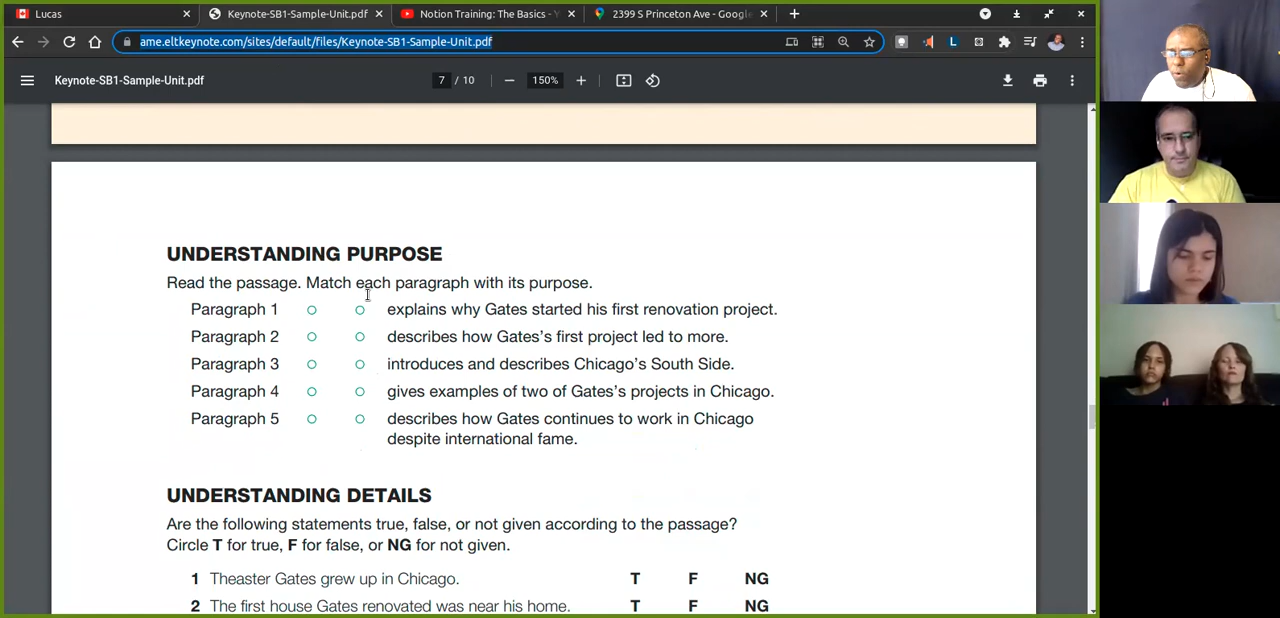 Lucas
Keynote-SB1-Sample-Unit.pdf
Notion Training: The Basics - Y
2399 S Princeton Ave - Google
ame.eltkeynote.com/sites/default/files/Keynote-SB1-Sample-Unit.pdf
L
Keynote-SB1-Sample-Unit.pdf
7 / 10
150%
UNDERSTANDING PURPOSE
Read the passage. Match each paragraph with its purpose.
Paragraph 1 explains why Gates started his first renovation project.
Paragraph 2 describes how Gates's first project led to more.
Paragraph 3 introduces and describes Chicago's South Side.
Paragraph 4 gives examples of two of Gates's projects in Chicago.
Paragraph 5 describes how Gates continues to work in Chicago
despite international fame.
UNDERSTANDING DETAILS
Are the following statements true, false, or not given according to the passage?
Circle T for true, F for false, or NG for not given.
1 Theaster Gates grew up in Chicago. T F NG
2 The first house Gates renovated was near his home. T F NG